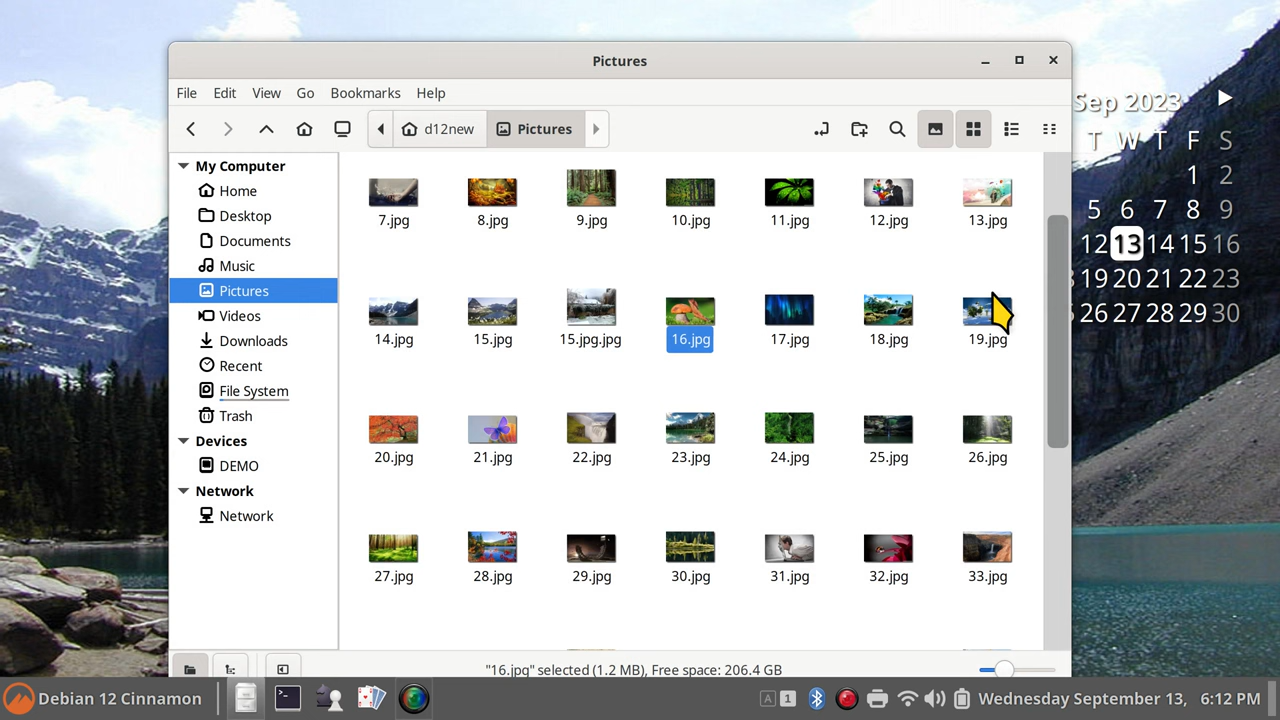 Pictures
File Edit View Go Bookmarks Help
d12new Pictures
My Computer
Home
Desktop
Documents
Music
Pictures
Videos
Downloads
Recent
File System
Trash
Devices
DEMO
Network
Network
7.jpg 8.jpg 9.jpg 10.jpg 11.jpg 12.jpg 13.jpg
14.jpg 15.jpg 15.jpg.jpg 16.jpg 17.jpg 18.jpg 19.jpg
20.jpg 21.jpg 22.jpg 23.jpg 24.jpg 25.jpg 26.jpg
27.jpg 28.jpg 29.jpg 30.jpg 31.jpg 32.jpg 33.jpg
"16.jpg" selected (1.2 MB), Free space: 206.4 GB
Sep 2023
T W T F S
1 2
5 6 7 8 9
12 13 14 15 16
19 20 21 22 23
26 27 28 29 30
Debian 12 Cinnamon
A 1
Wednesday September 13, 6:12 PM